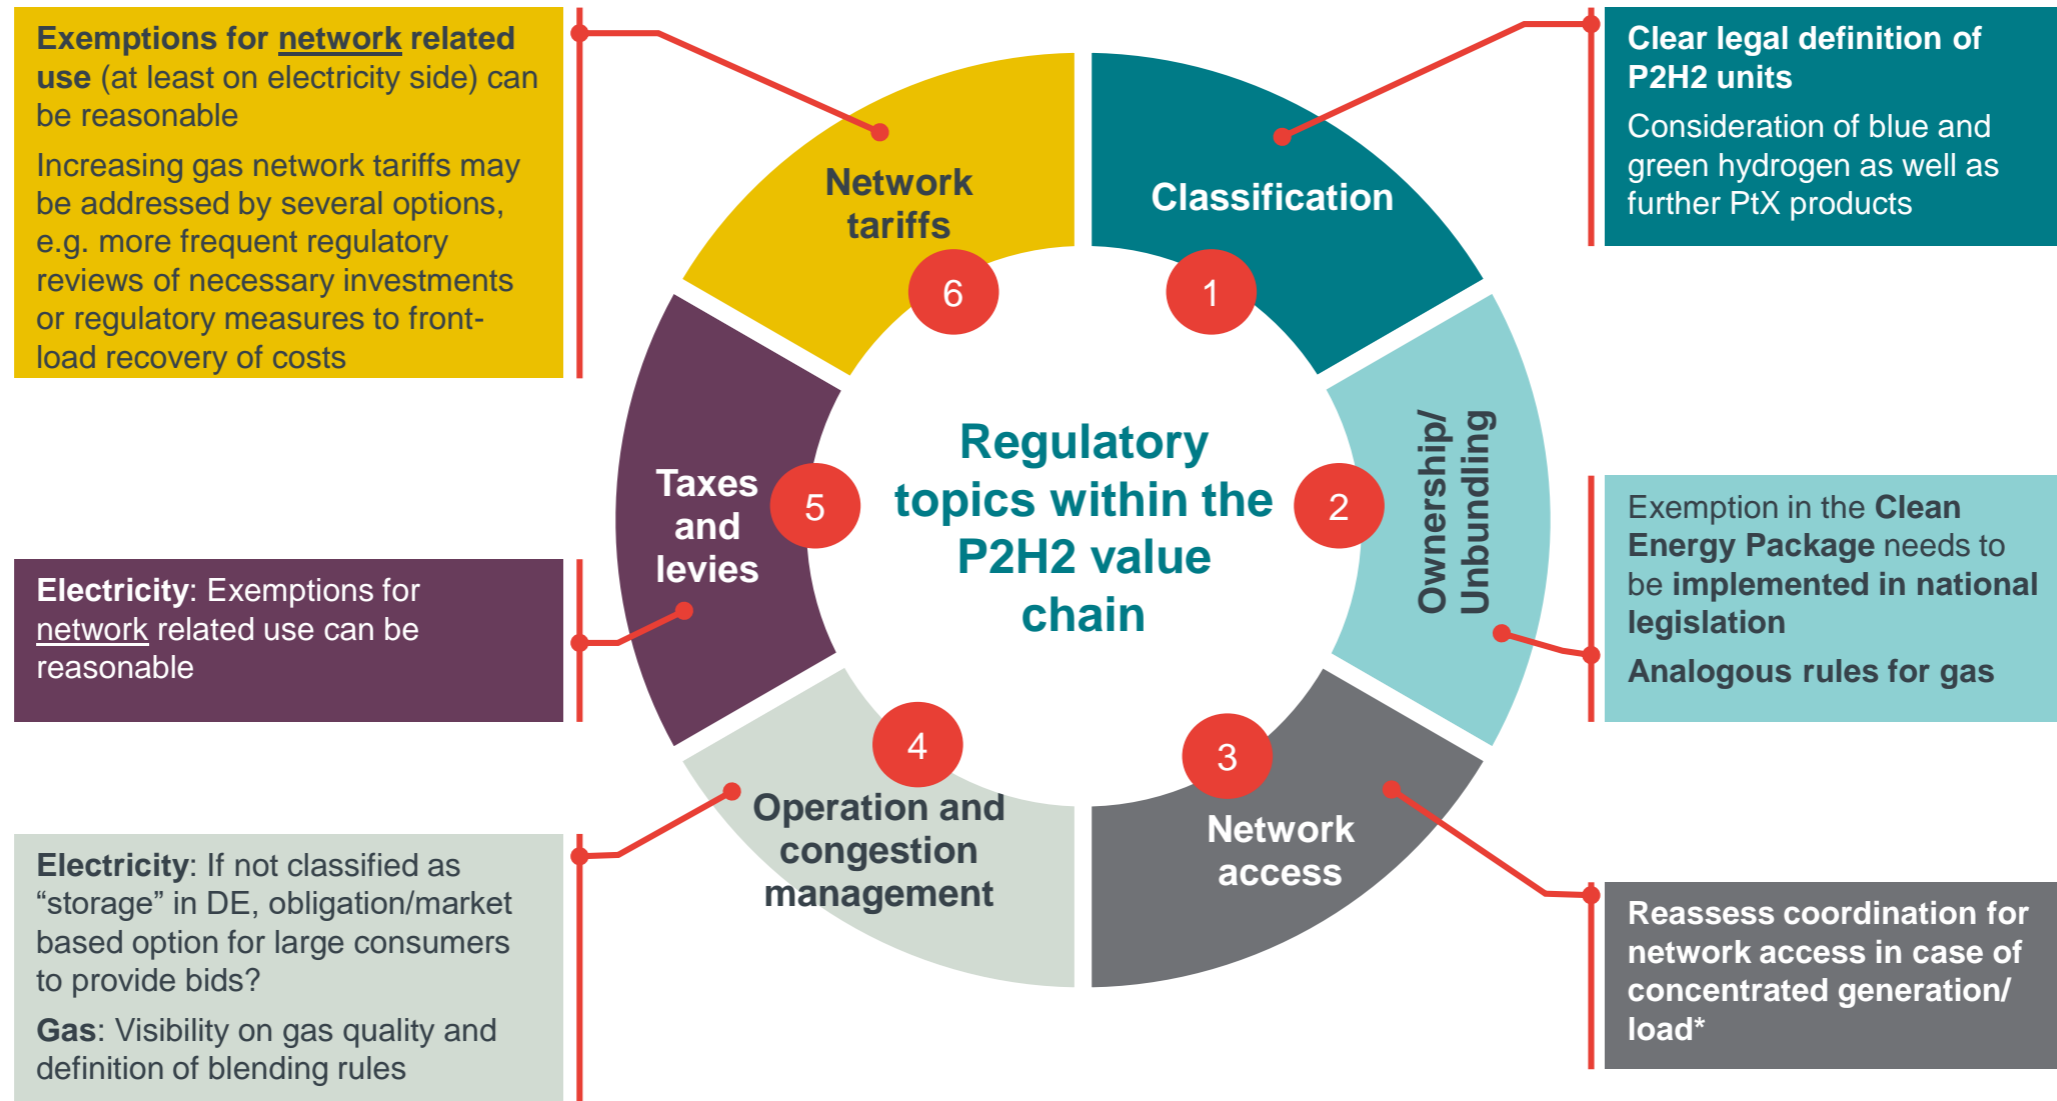 Exemptions for network related
use (at least on electricity side) can
be reasonable
Increasing gas network tariffs may
be addressed by several options,
e.g. more frequent regulatory
reviews of necessary investments
or regulatory measures to front-
load recovery of costs
Clear legal definition of
P2H2 units
Consideration of blue and
green hydrogen as well as
further PtX products
Network
tariffs
6
Classification
1
Regulatory
topics within the
P2H2 value
chain
Ownership/
Unbundling
2
Exemption in the Clean
Energy Package needs to
be implemented in national
legislation
Analogous rules for gas
Taxes
and
levies
5
Electricity: Exemptions for
network related use can be
reasonable
4
Operation and
congestion
management
3
Network
access
Electricity: If not classified as
“storage” in DE, obligation/market
based option for large consumers
to provide bids?
Gas: Visibility on gas quality and
definition of blending rules
Reassess coordination for
network access in case of
concentrated generation/
load*